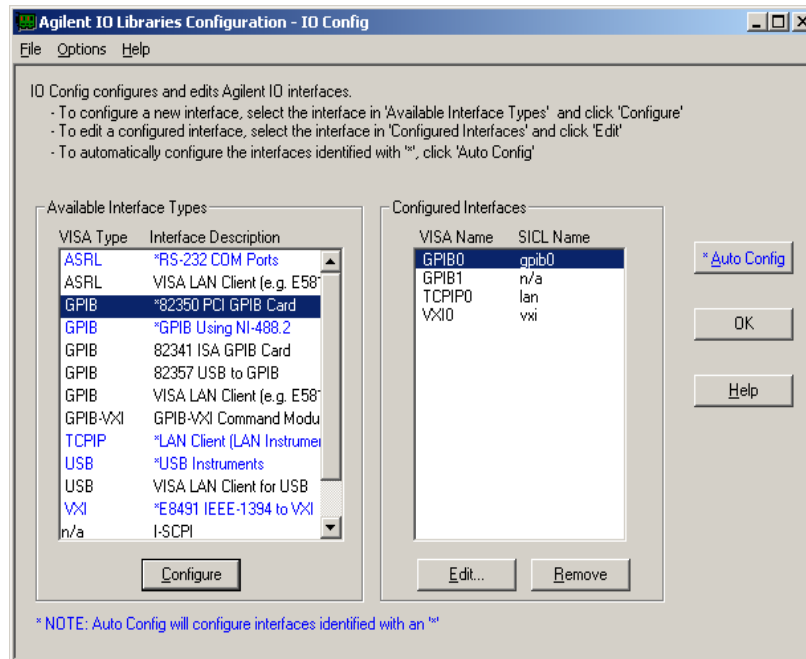 Agilent IO Libraries Configuration - IO Config
File Options Help
IO Config configures and edits Agilent IO interfaces.
- To configure a new interface, select the interface in 'Available Interface Types' and click 'Configure'
- To edit a configured interface, select the interface in 'Configured Interfaces' and click 'Edit'
- To automatically configure the interfaces identified with '*', click 'Auto Config'
Available Interface Types
VISA Type Interface Description
ASRL *RS-232 COM Ports
ASRL VISA LAN Client (e.g. E581
GPIB *82350 PCI GPIB Card
GPIB *GPIB Using NI-488.2
GPIB 82341 ISA GPIB Card
GPIB 82357 USB to GPIB
GPIB VISA LAN Client (e.g. E581
GPIB-VXI GPIB-VXI Command Modu
TCPIP *LAN Client (LAN Instrumen
USB *USB Instruments
USB VISA LAN Client for USB
VXI *E8491 IEEE-1394 to VXI
n/a I-SCPI
Configure
Configured Interfaces
VISA Name SICL Name
GPIB0 gpib0
GPIB1 n/a
TCPIP0 lan
VXI0 vxi
Edit... Remove
* Auto Config
OK
Help
* NOTE: Auto Config will configure interfaces identified with an '*'